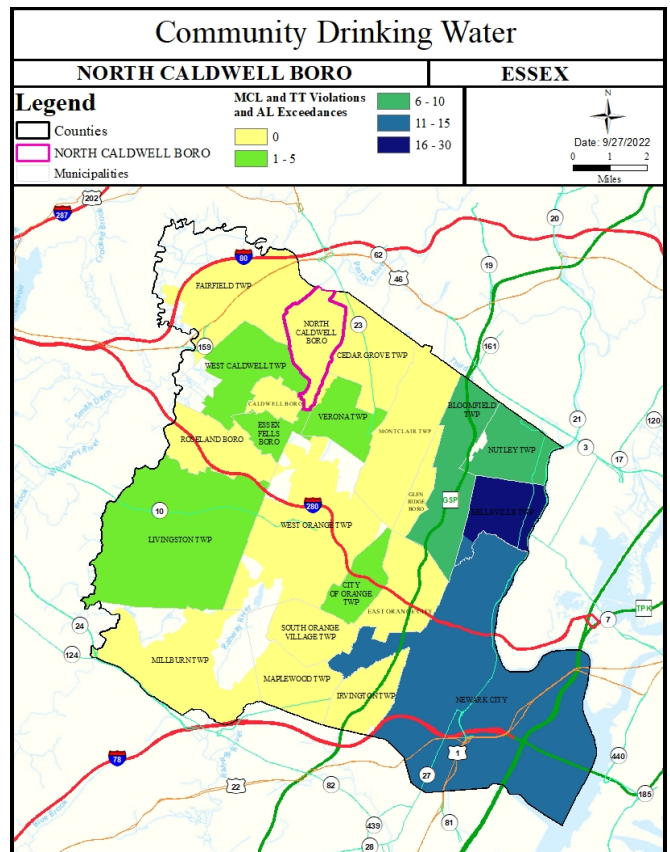 Community Drinking Water
NORTH CALDWELL BORO
ESSEX
Legend
Counties
NORTH CALDWELL BORO
Municipalities
MCL and TT Violations
and AL Exceedances
0
1 - 5
6 - 10
11 - 15
16 - 30
N
Date: 9/27/2022
0 1 2
Miles
202
287
20
80
62
46
19
FAIRFIELD TWP
NORTH
CALDWELL
BORO
23
159
161
CEDAR GROVE TWP
WEST CALDWELL TWP
CALDWELL BORO
BLOOMFIELD
TWP
VERONA TWP
21
120
ESSEX
FELLS
BORO
MONTCLAIR TWP
ROSELAND BORO
NUTLEY TWP
3
17
Whippany River
GLEN
RIDGE
BORO
GSP
280
10
BELLEVILLE TWP
WEST ORANGE TWP
LIVINGSTON TWP
CITY
OF ORANGE
TWP
EAST ORANGE CITY
TPK
7
24
Rahway River
SOUTH ORANGE
VILLAGE TWP
124
MILLBURN TWP
MAPLEWOOD TWP
IRVINGTON TWP
NEWARK CITY
1
78
440
27
22
82
185
Blue Brook
439
81
28